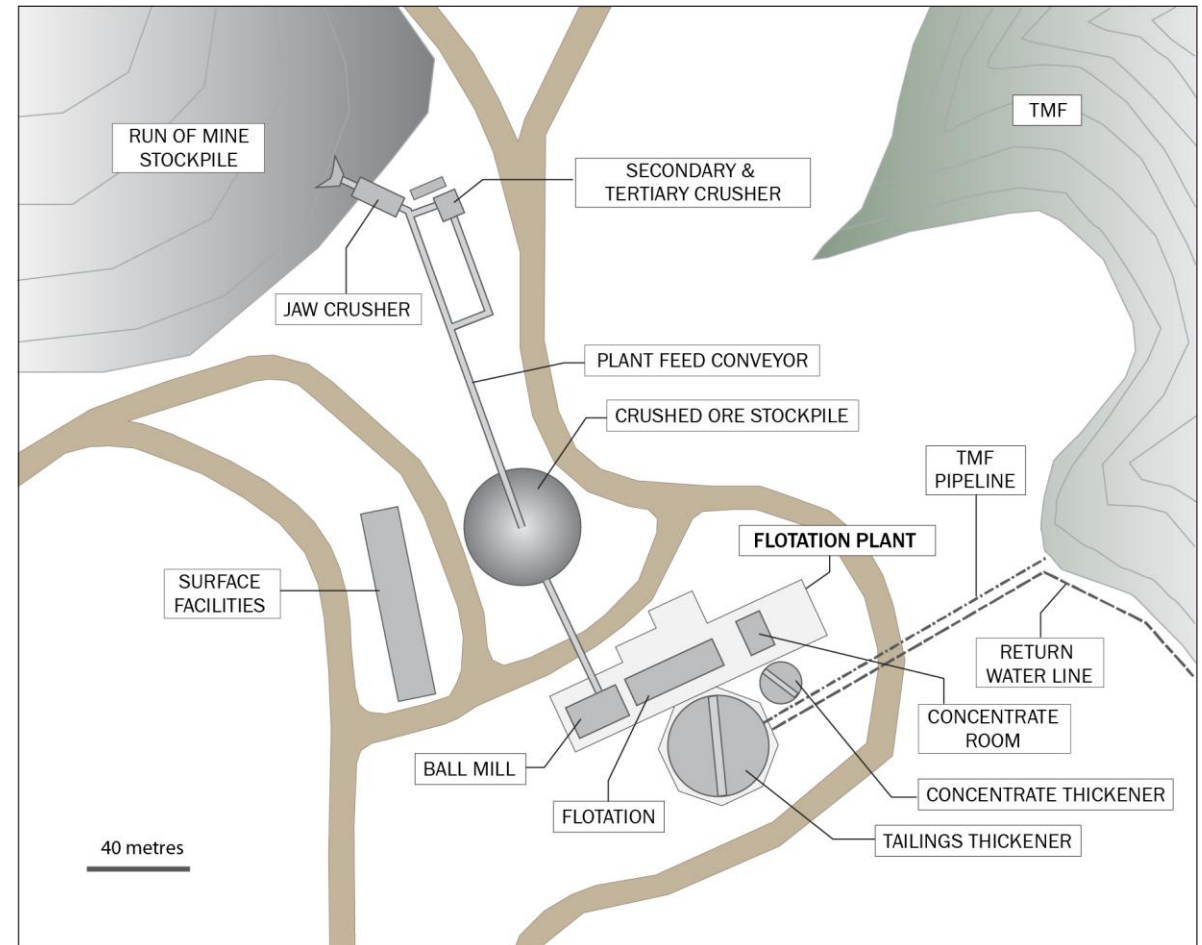 TMF
RUN OF MINE
STOCKPILE
SECONDARY &
TERTIARY CRUSHER
JAW CRUSHER
PLANT FEED CONVEYOR
CRUSHED ORE STOCKPILE
TMF
PIPELINE
FLOTATION PLANT
SURFACE
FACILITIES
RETURN
WATER LINE
CONCENTRATE
ROOM
BALL MILL
FLOTATION
CONCENTRATE THICKENER
TAILINGS THICKENER
40 metres